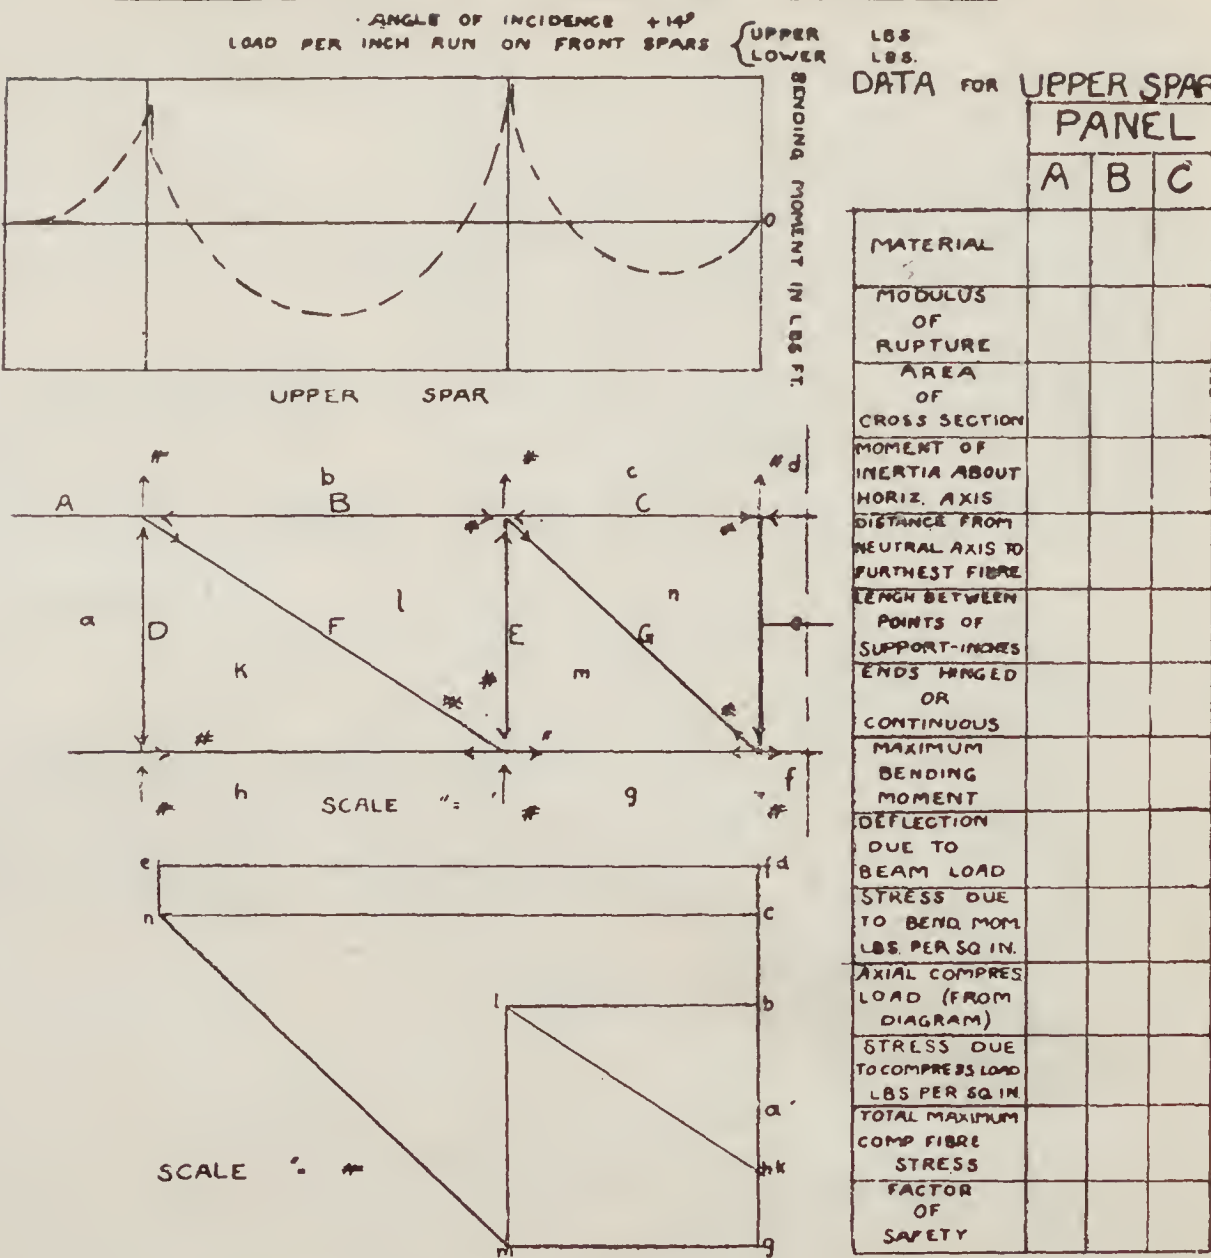 ANGLE OF INCIDENCE +14°
LOAD PER INCH RUN ON FRONT SPARS { UPPER LBS
LOWER LBS.
BENDING MOMENT IN LBS FT.
0
UPPER SPAR
DATA FOR UPPER SPAR
PANEL
A B C
MATERIAL
MODULUS
OF
RUPTURE
AREA
OF
CROSS SECTION
MOMENT OF
INERTIA ABOUT
HORIZ. AXIS
DISTANCE FROM
NEUTRAL AXIS TO
FURTHEST FIBRE
LENGH BETWEEN
POINTS OF
SUPPORT-INCHES
ENDS HINGED
OR
CONTINUOUS
MAXIMUM
BENDING
MOMENT
DEFLECTION
DUE TO
BEAM LOAD
STRESS DUE
TO BEND. MOM.
LBS. PER SQ IN.
AXIAL COMPRES
LOAD (FROM
DIAGRAM)
STRESS DUE
TO COMPRESS LOAD
LBS PER SQ IN.
TOTAL MAXIMUM
COMP FIBRE
STRESS
FACTOR
OF
SAFETY
# b # c # d
A B # C #
a D F l E G n e
k # # m #
# #
# h SCALE "= ' # g # f
e f d
n c
l b
a
h k
SCALE "= #
m g